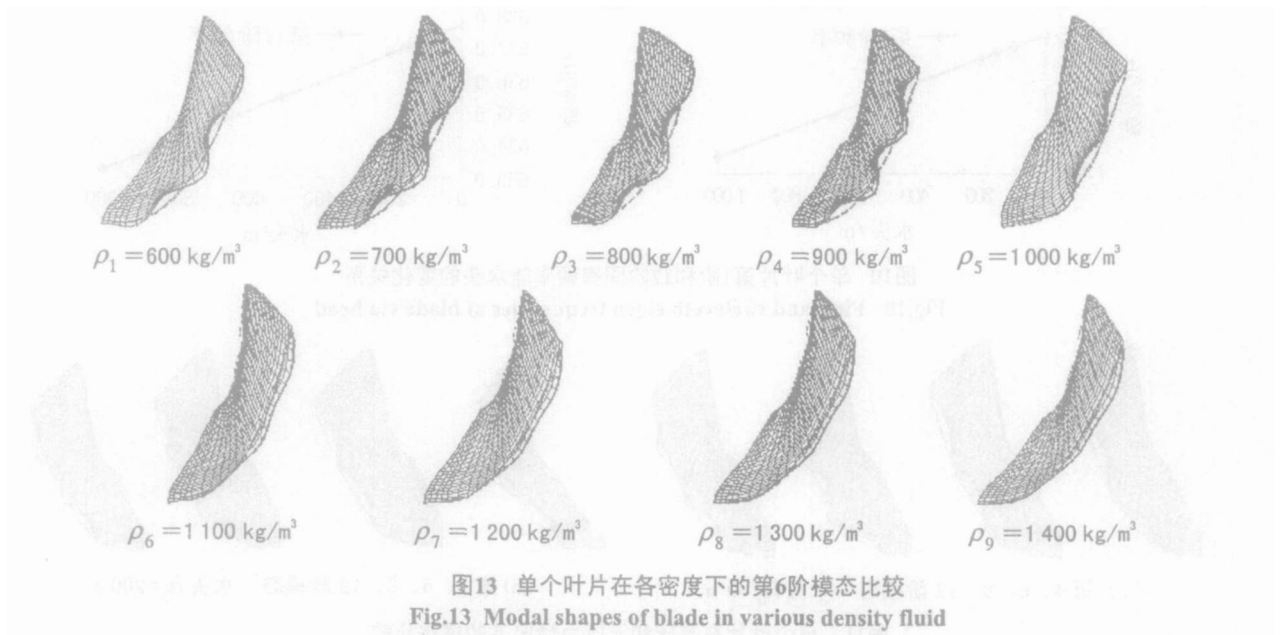 ρ₁ =600 kg/m³ ρ₂ =700 kg/m³ ρ₃ =800 kg/m³ ρ₄ =900 kg/m³ ρ₅ =1 000 kg/m³
ρ₆ =1 100 kg/m³ ρ₇ =1 200 kg/m³ ρ₈ =1 300 kg/m³ ρ₉ =1 400 kg/m³
图13 单个叶片在各密度下的第6阶模态比较
Fig.13 Modal shapes of blade in various density fluid